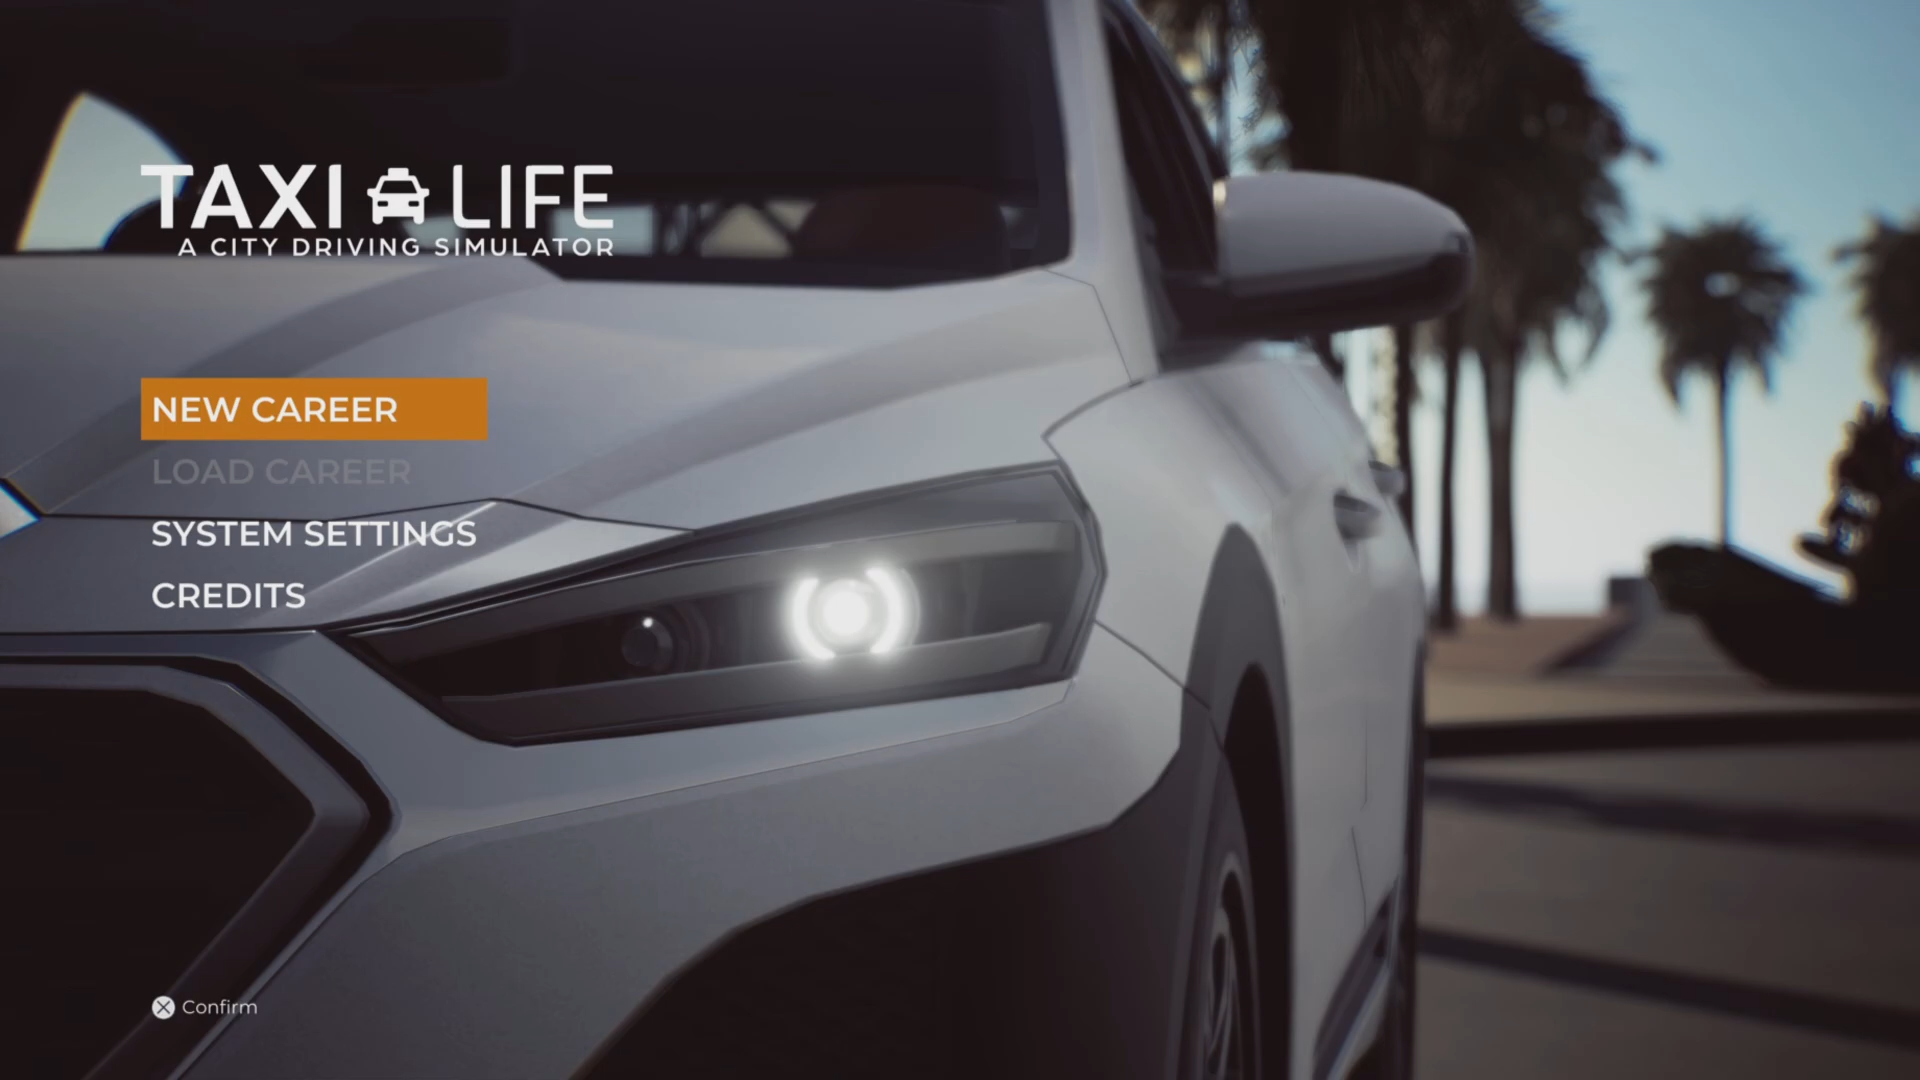 TAXI LIFE
A CITY DRIVING SIMULATOR
NEW CAREER
LOAD CAREER
SYSTEM SETTINGS
CREDITS
Confirm